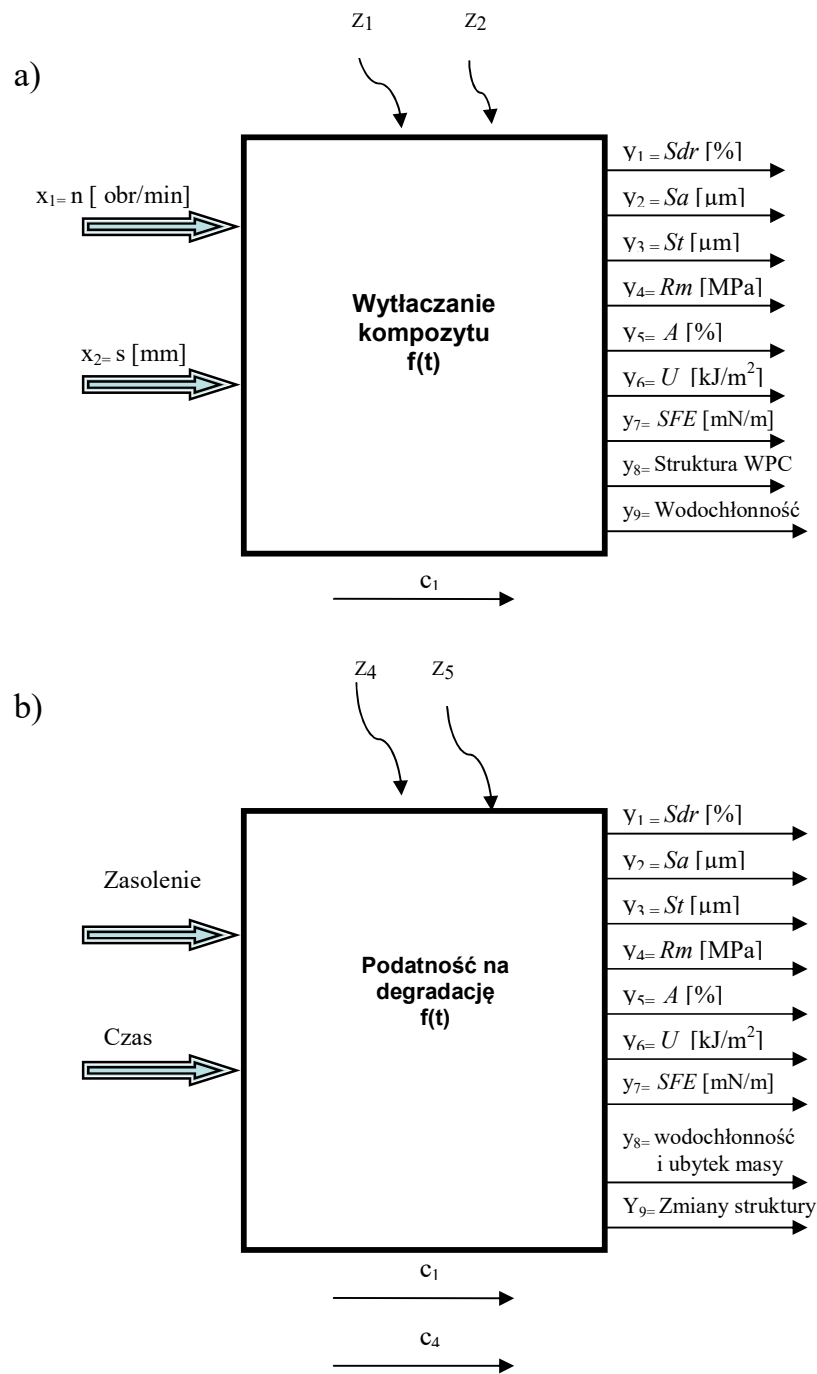 z₁ z₂
a)
x₁₌ n [ obr/min]
x₂₌ s [mm]
Wytłaczanie
kompozytu
f(t)
y₁ ₌ Sdr [%]
y₂ ₌ Sa [µm]
y₃ ₌ St [µm]
y₄₌ Rm [MPa]
y₅₌ A [%]
y₆₌ U [kJ/m²]
y₇₌ SFE [mN/m]
y₈₌ Struktura WPC
y₉₌ Wodochłonność
c₁
z₄ z₅
b)
Zasolenie
Czas
Podatność na
degradację
f(t)
y₁ ₌ Sdr [%]
y₂ ₌ Sa [µm]
y₃ ₌ St [µm]
y₄₌ Rm [MPa]
y₅₌ A [%]
y₆₌ U [kJ/m²]
y₇₌ SFE [mN/m]
y₈₌ wodochłonność
i ubytek masy
Y₉₌ Zmiany struktury
c₁
c₄